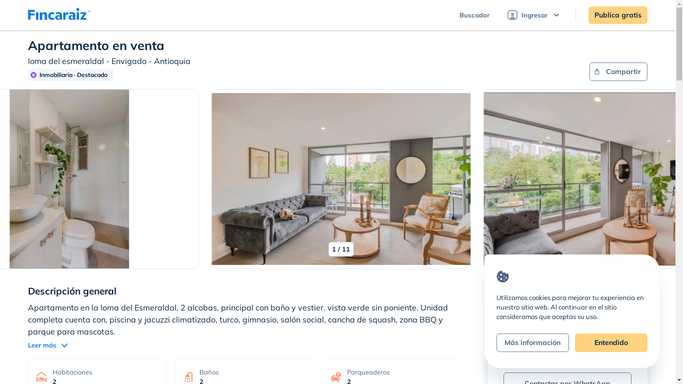 Fincaraiz
Buscador
Ingresar
Publica gratis
Apartamento en venta
loma del esmeraldal - Envigado - Antioquia
Inmobiliaria · Destacado
Compartir
1 / 11
Descripción general
Apartamento en la loma del Esmeraldal, 2 alcobas, principal con baño y vestier, vista verde sin poniente. Unidad
completa cuenta con, piscina y jacuzzi climatizado, turco, gimnasio, salón social, cancha de squash, zona BBQ y
parque para mascotas.
Leer más
Habitaciones
2
Baños
2
Parqueaderos
2
Utilizamos cookies para mejorar tu experiencia en
nuestro sitio web. Al continuar en el sitio
consideramos que aceptas su uso.
Más información
Entendido
Contactar por WhatsApp